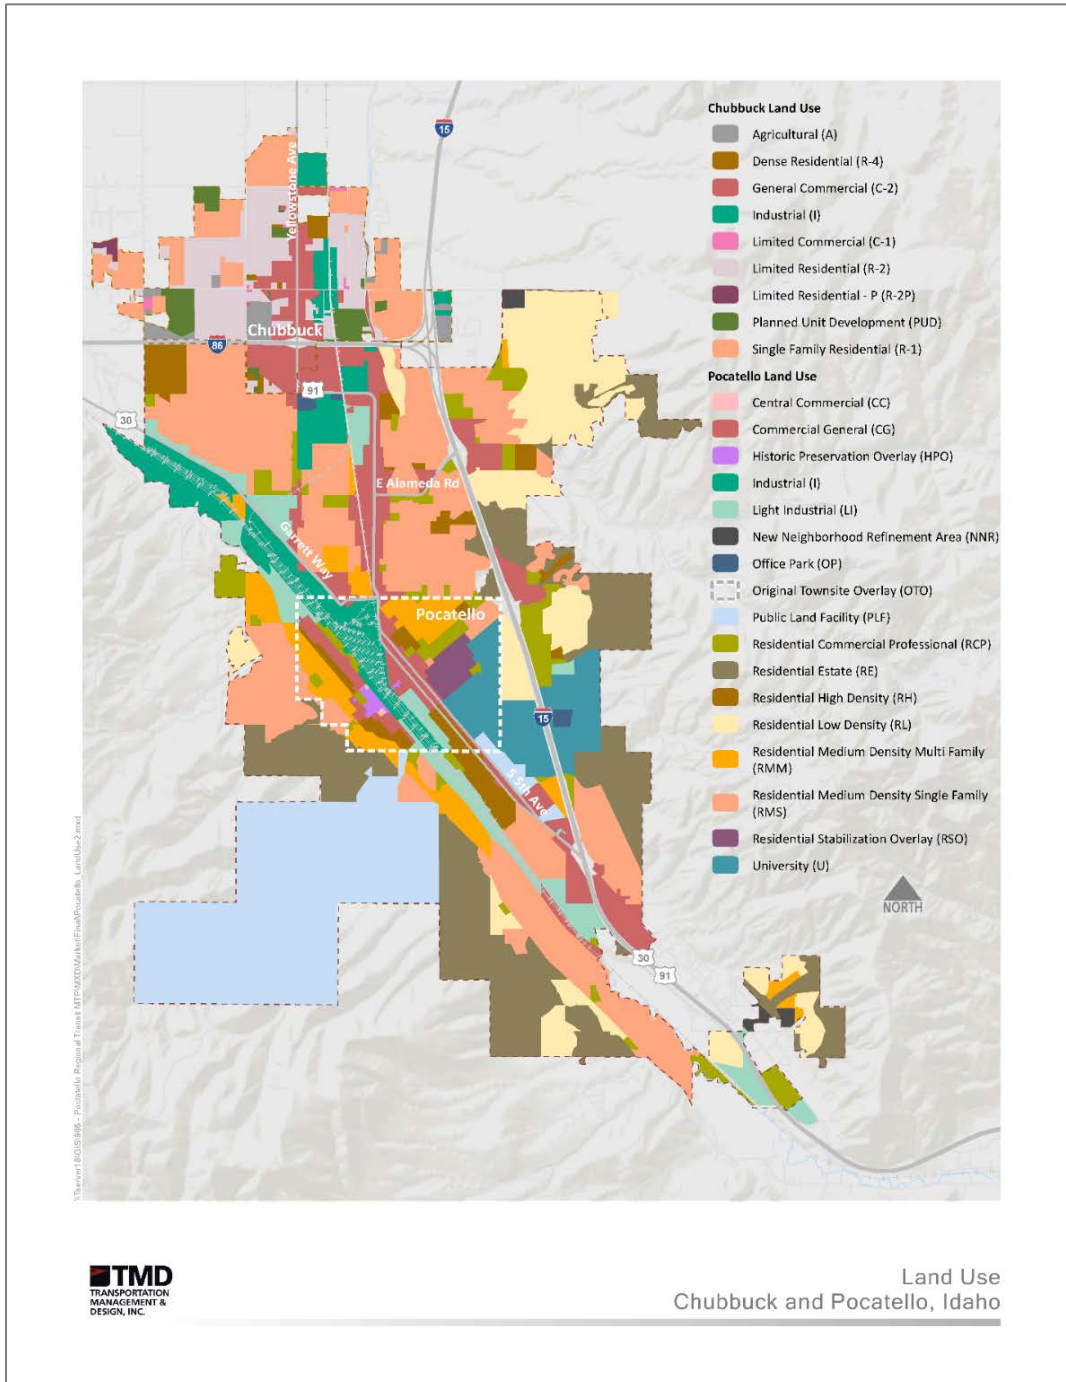 Chubbuck Land Use
Agricultural (A)
Dense Residential (R-4)
General Commercial (C-2)
Industrial (I)
Limited Commercial (C-1)
Limited Residential (R-2)
Limited Residential - P (R-2P)
Planned Unit Development (PUD)
Single Family Residential (R-1)
Pocatello Land Use
Central Commercial (CC)
Commercial General (CG)
Historic Preservation Overlay (HPO)
Industrial (I)
Light Industrial (LI)
New Neighborhood Refinement Area (NNR)
Office Park (OP)
Original Townsite Overlay (OTO)
Public Land Facility (PLF)
Residential Commercial Professional (RCP)
Residential Estate (RE)
Residential High Density (RH)
Residential Low Density (RL)
Residential Medium Density Multi Family
(RMM)
Residential Medium Density Single Family
(RMS)
Residential Stabilization Overlay (RSO)
University (U)
NORTH
15
Yellowstone Ave
Chubbuck
86
91
30
E Alameda Rd
Garrett Way
Pocatello
15
S 5th Ave
30
91
TMD
TRANSPORTATION
MANAGEMENT &
DESIGN, INC.
Land Use
Chubbuck and Pocatello, Idaho